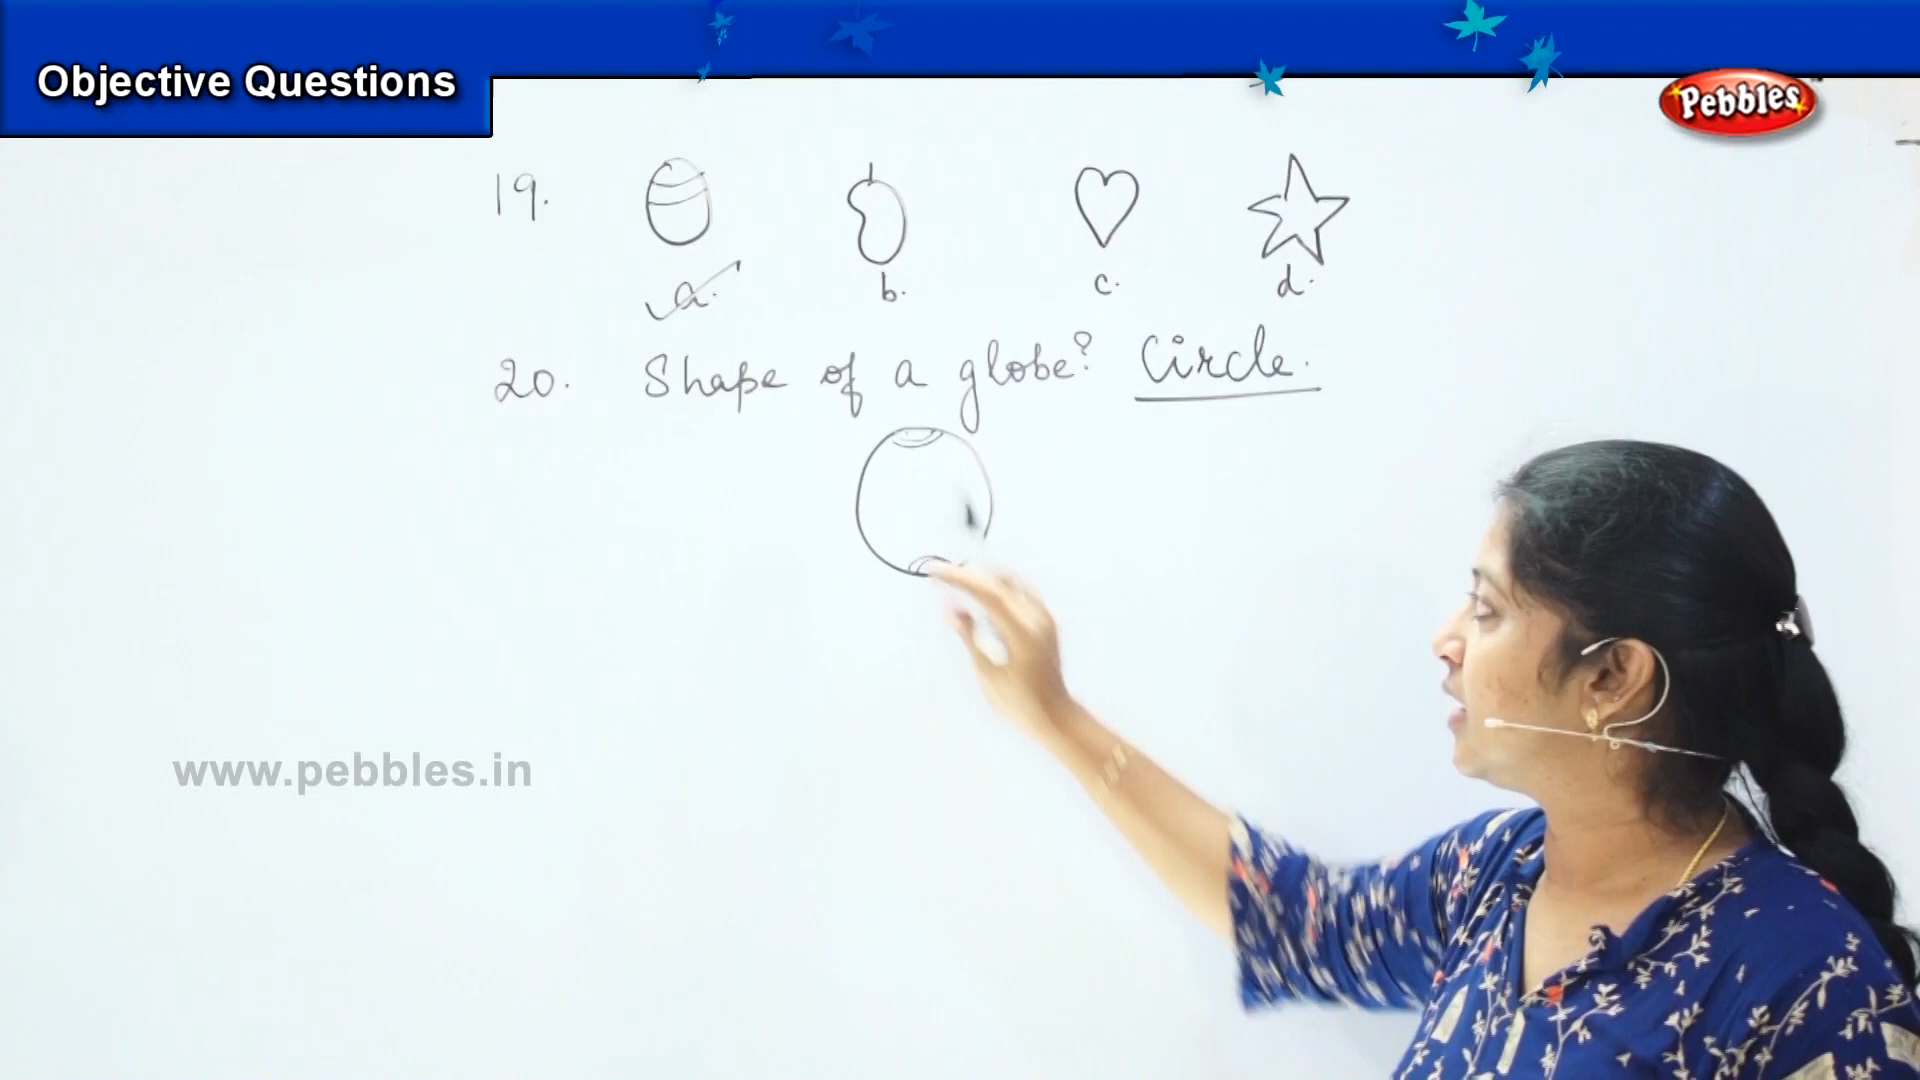 Objective Questions
Pebbles
19.
a. b. c. d.
20. Shape of a globe? Circle.
www.pebbles.in